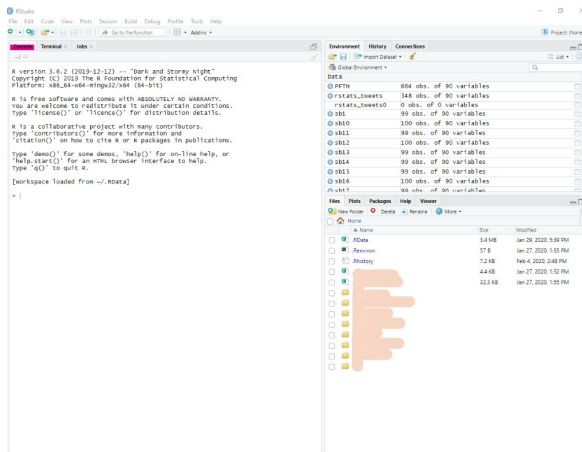 RStudio
File Edit Code View Plots Session Build Debug Profile Tools Help
Go to file/function Addins
Project: (None
Console Terminal Jobs
~/
R version 3.6.2 (2019-12-12) -- "Dark and Stormy Night"
Copyright (C) 2019 The R Foundation for Statistical Computing
Platform: x86_64-w64-mingw32/x64 (64-bit)
R is free software and comes with ABSOLUTELY NO WARRANTY.
You are welcome to redistribute it under certain conditions.
Type 'license()' or 'licence()' for distribution details.
R is a collaborative project with many contributors.
Type 'contributors()' for more information and
'citation()' on how to cite R or R packages in publications.
Type 'demo()' for some demos, 'help()' for on-line help, or
'help.start()' for an HTML browser interface to help.
Type 'q()' to quit R.
[workspace loaded from ~/.RData]
>
Environment History Connections
Import Dataset List
Global Environment
Data
PFTH 664 obs. of 90 variables
rstats_tweets 348 obs. of 90 variables
rstats_tweets0 0 obs. of 0 variables
sb1 99 obs. of 90 variables
sb10 100 obs. of 90 variables
sb11 99 obs. of 90 variables
sb12 100 obs. of 90 variables
sb13 99 obs. of 90 variables
sb14 99 obs. of 90 variables
sb15 99 obs. of 90 variables
sb16 100 obs. of 90 variables
sb17 99 obs. of 90 variables
Files Plots Packages Help Viewer
New Folder Delete Rename More
Home
Name Size Modified
.RData 3.4 MB Jan 29, 2020, 5:39 PM
.Renviron 57 B Jan 27, 2020, 1:55 PM
.Rhistory 7.2 KB Feb 4, 2020, 2:48 PM
4.4 KB Jan 27, 2020, 1:52 PM
32.3 KB Jan 27, 2020, 1:55 PM